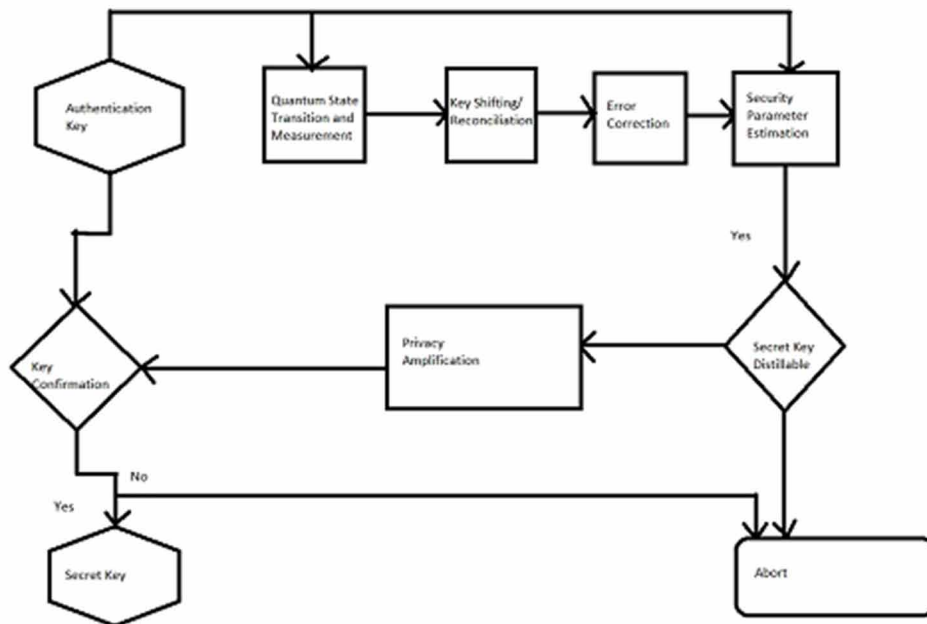 Authentication
Key
Quantum State
Transition and
Measurement
Key Shifting/
Reconciliation
Error
Correction
Security
Parameter
Estimation
Yes
Secret Key
Distillable
Privacy
Amplification
Key
Confirmation
No
Yes
Secret Key
Abort